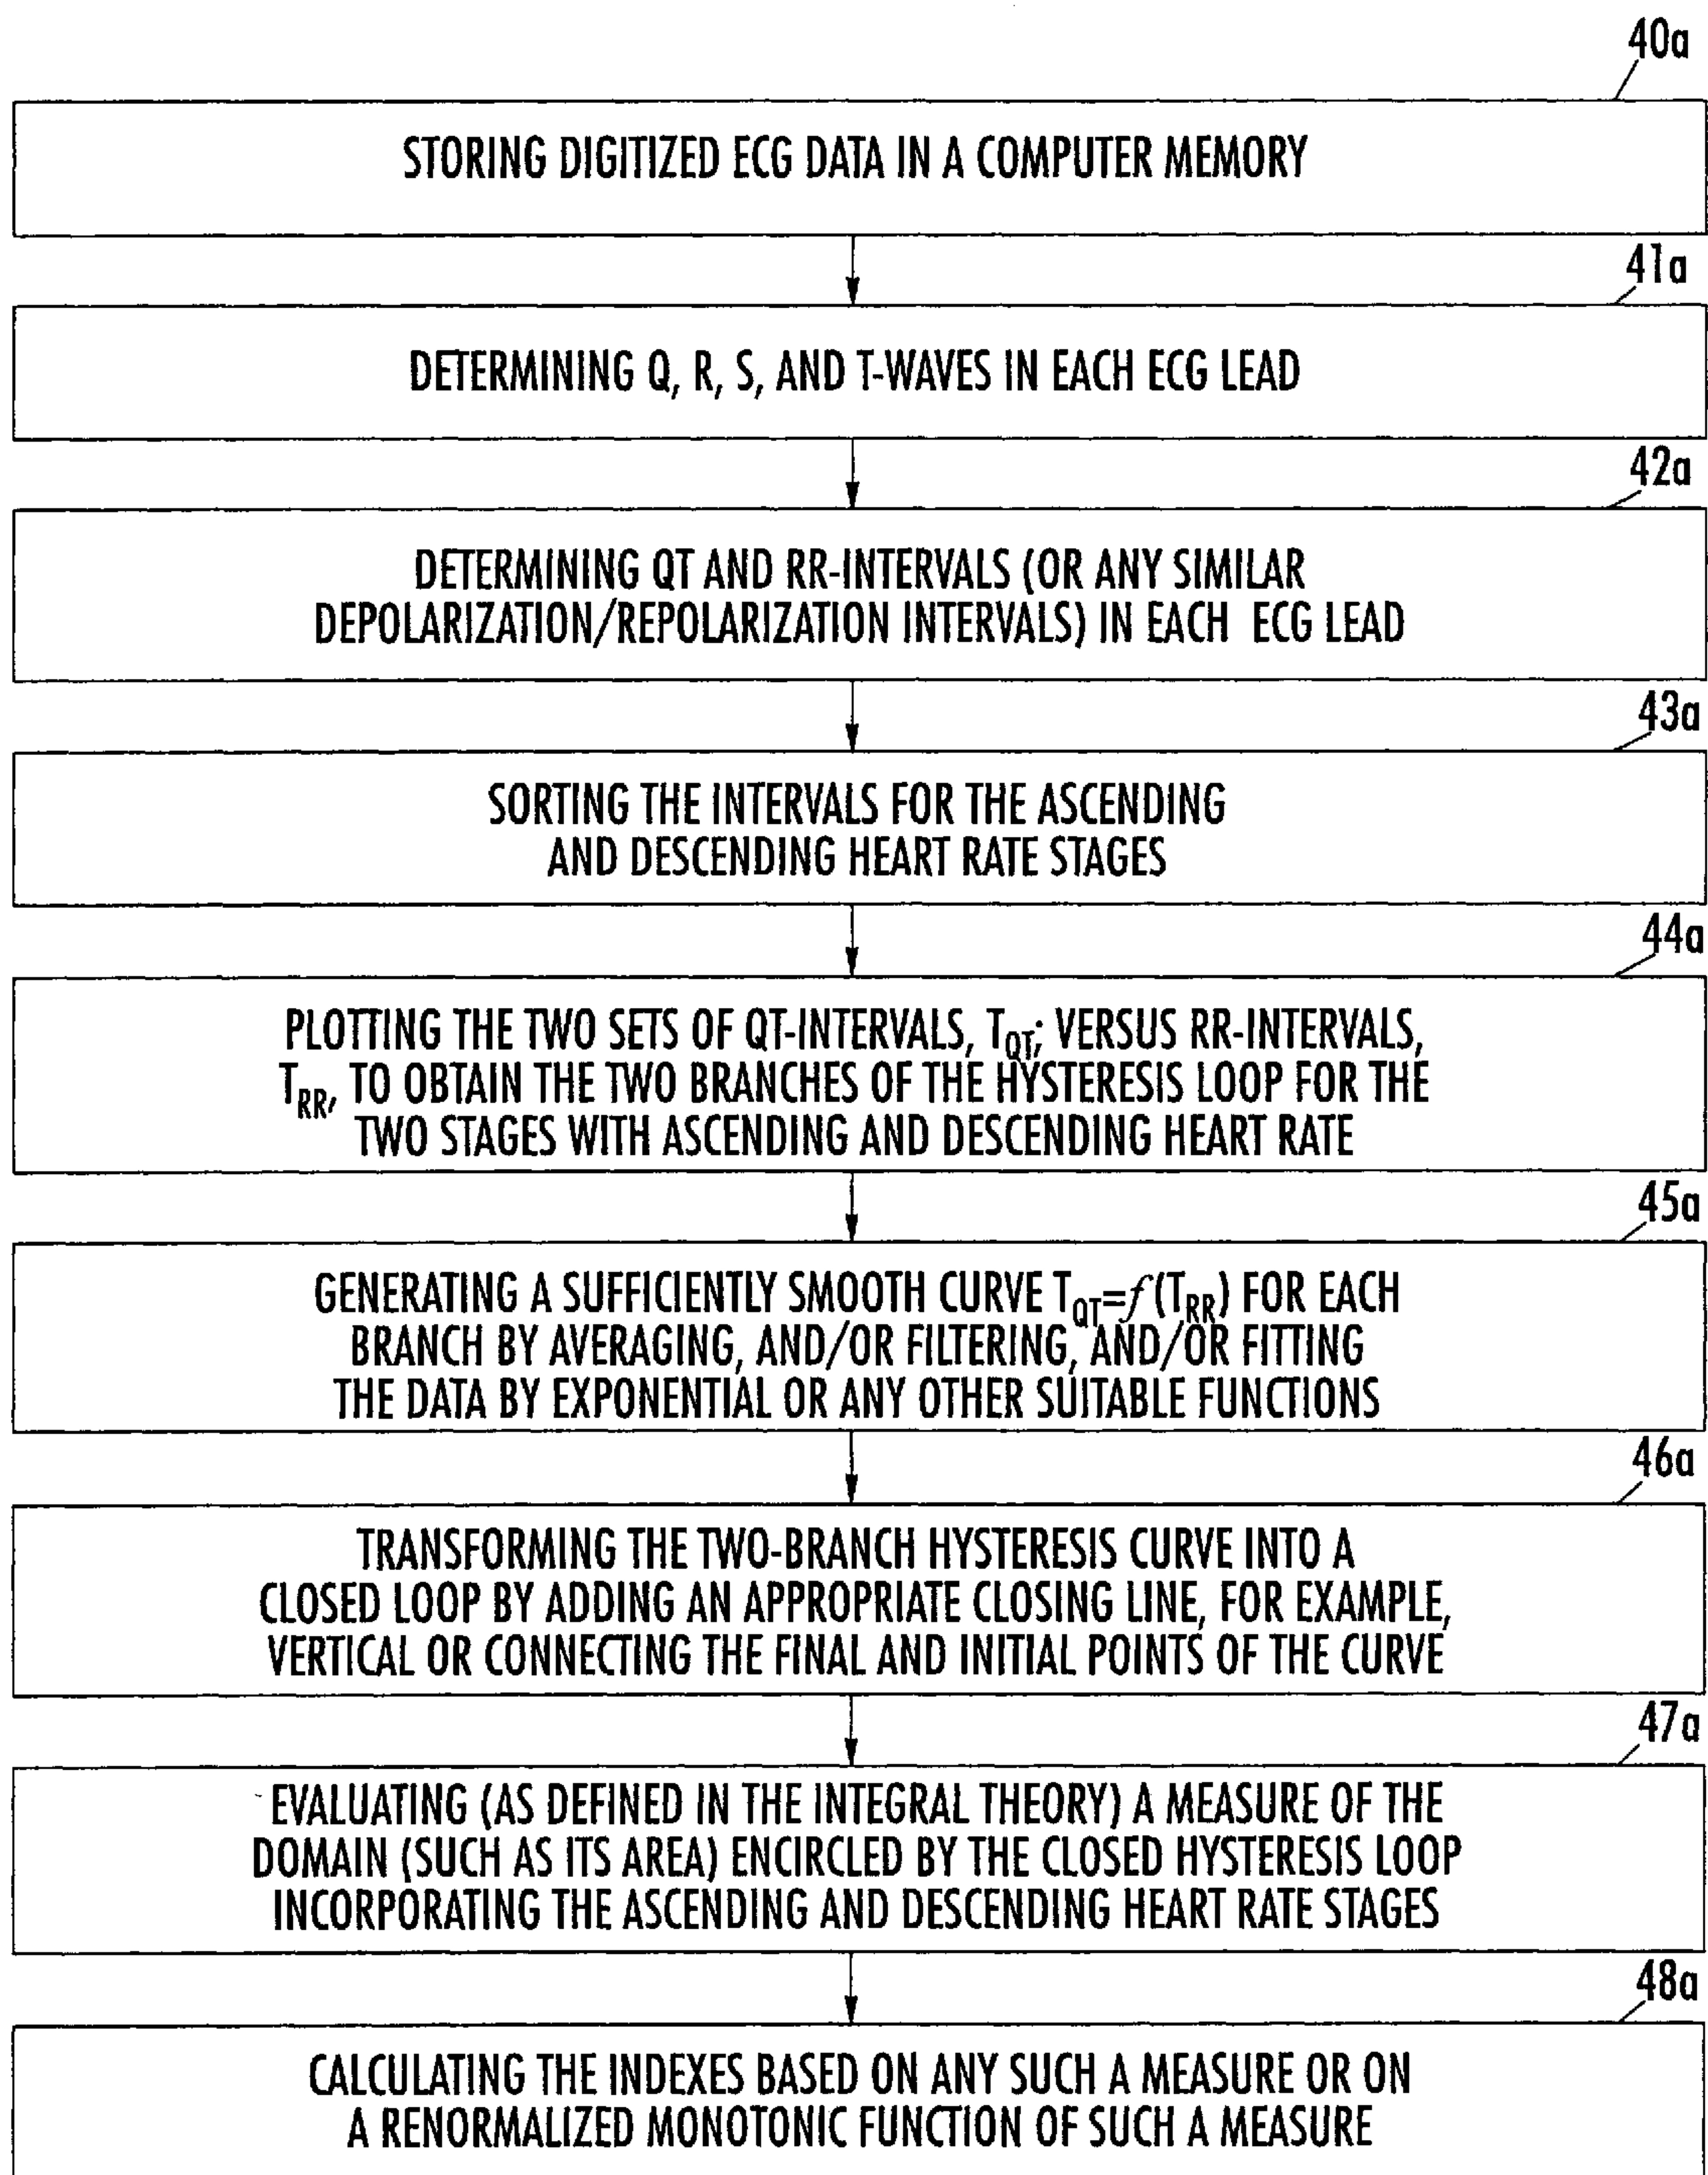 40a
STORING DIGITIZED ECG DATA IN A COMPUTER MEMORY
41a
DETERMINING Q, R, S, AND T-WAVES IN EACH ECG LEAD
42a
DETERMINING QT AND RR-INTERVALS (OR ANY SIMILAR
DEPOLARIZATION/REPOLARIZATION INTERVALS) IN EACH ECG LEAD
43a
SORTING THE INTERVALS FOR THE ASCENDING
AND DESCENDING HEART RATE STAGES
44a
PLOTTING THE TWO SETS OF QT-INTERVALS, T_QT; VERSUS RR-INTERVALS,
T_RR, TO OBTAIN THE TWO BRANCHES OF THE HYSTERESIS LOOP FOR THE
TWO STAGES WITH ASCENDING AND DESCENDING HEART RATE
45a
GENERATING A SUFFICIENTLY SMOOTH CURVE T_QT=f(T_RR) FOR EACH
BRANCH BY AVERAGING, AND/OR FILTERING, AND/OR FITTING
THE DATA BY EXPONENTIAL OR ANY OTHER SUITABLE FUNCTIONS
46a
TRANSFORMING THE TWO-BRANCH HYSTERESIS CURVE INTO A
CLOSED LOOP BY ADDING AN APPROPRIATE CLOSING LINE, FOR EXAMPLE,
VERTICAL OR CONNECTING THE FINAL AND INITIAL POINTS OF THE CURVE
47a
EVALUATING (AS DEFINED IN THE INTEGRAL THEORY) A MEASURE OF THE
DOMAIN (SUCH AS ITS AREA) ENCIRCLED BY THE CLOSED HYSTERESIS LOOP
INCORPORATING THE ASCENDING AND DESCENDING HEART RATE STAGES
48a
CALCULATING THE INDEXES BASED ON ANY SUCH A MEASURE OR ON
A RENORMALIZED MONOTONIC FUNCTION OF SUCH A MEASURE